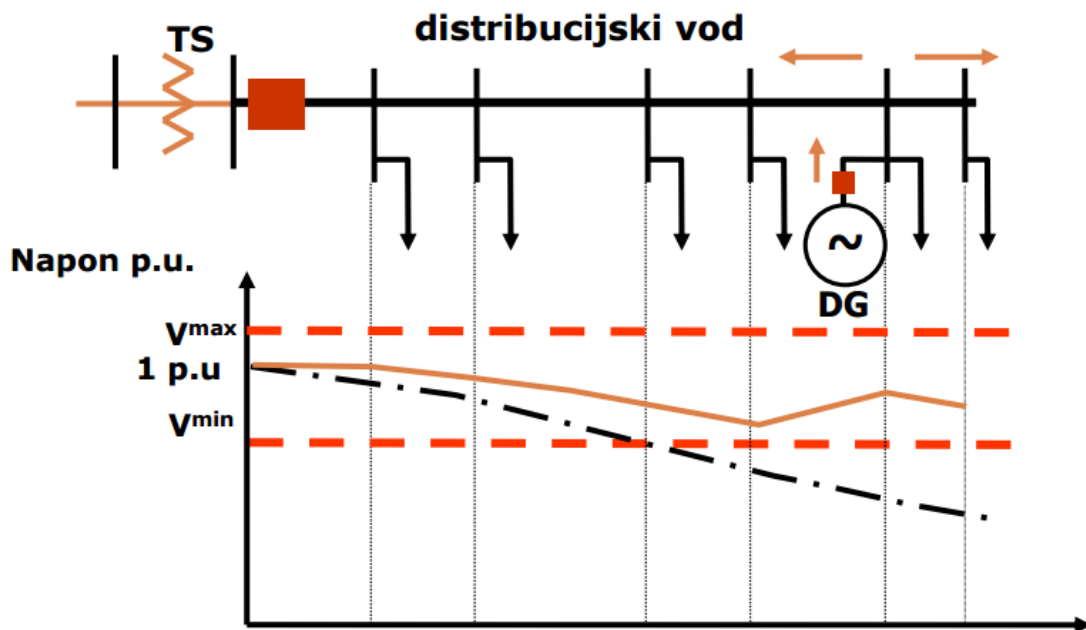 distribucijski vod
TS
~
DG
Napon p.u.
Vmax
1 p.u
Vmin